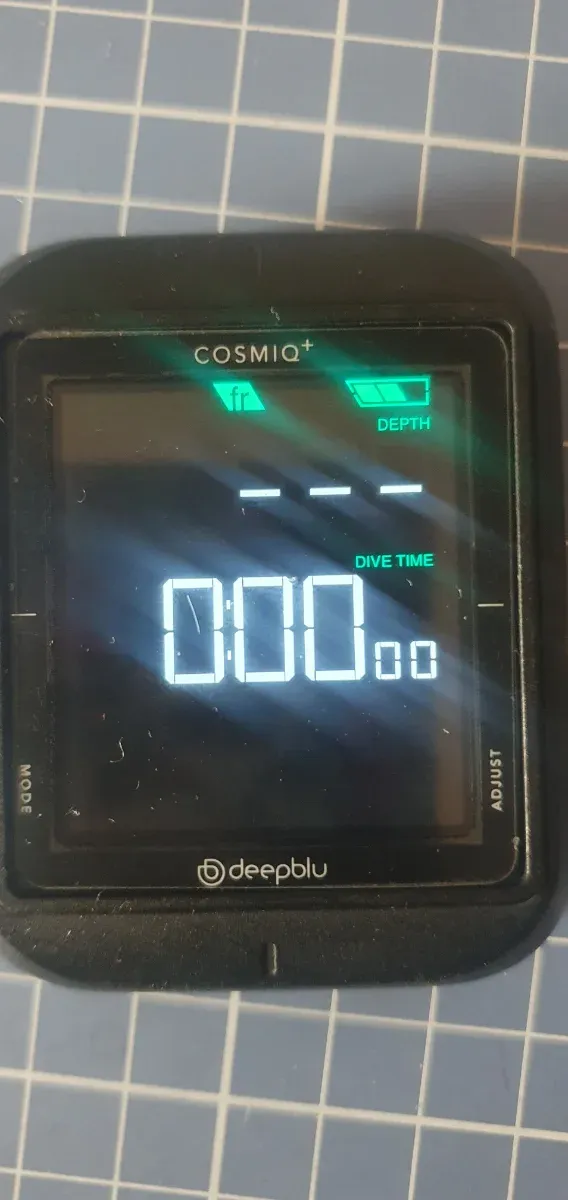 COSMIQ+
fr
DEPTH
– – –
DIVE TIME
0:00 00
MODE
ADJUST
deepblu